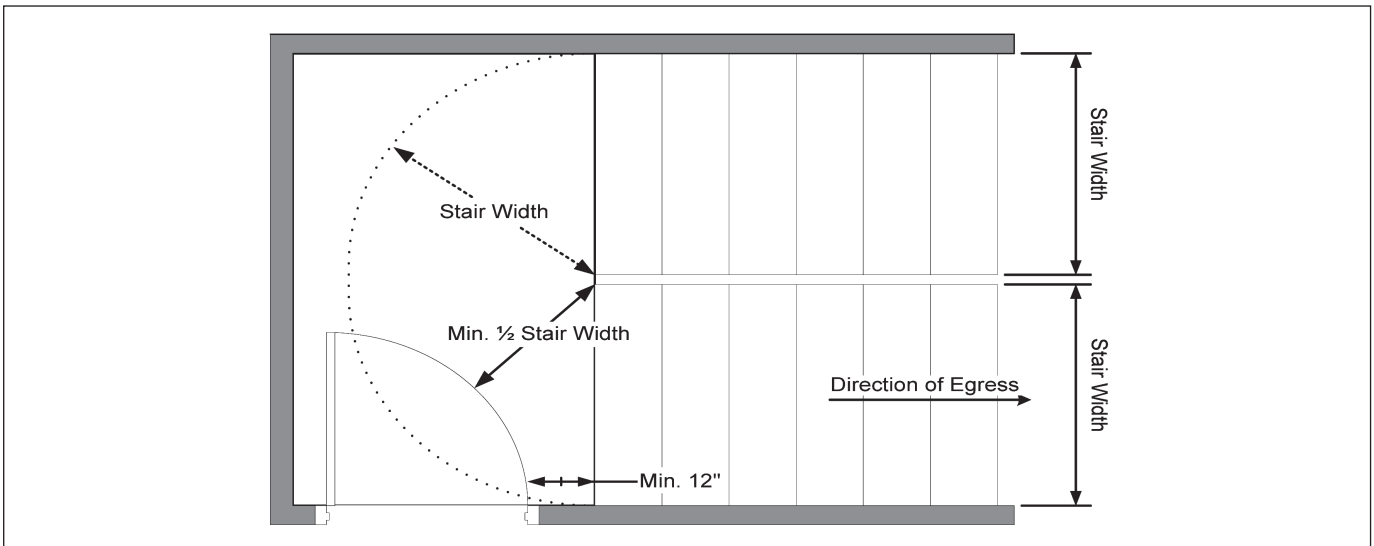 Stair Width
Stair Width
Min. ½ Stair Width
Direction of Egress
Stair Width
Min. 12"